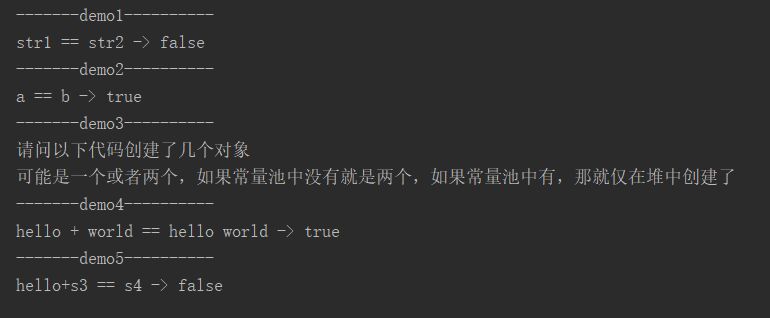 -------demo1----------
str1 == str2 -> false
-------demo2----------
a == b -> true
-------demo3----------
请问以下代码创建了几个对象
可能是一个或者两个，如果常量池中没有就是两个，如果常量池中有，那就仅在堆中创建了
-------demo4----------
hello + world == hello world -> true
-------demo5----------
hello+s3 == s4 -> false